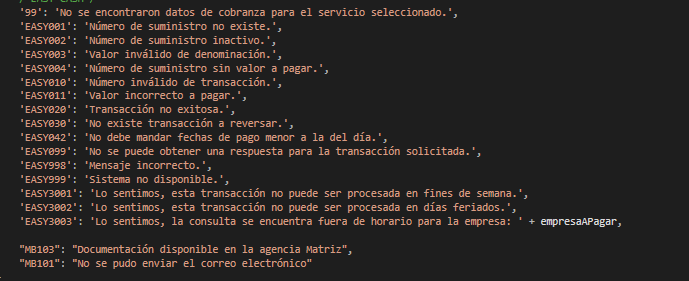 '99': 'No se encontraron datos de cobranza para el servicio seleccionado.',
'EASY001': 'Número de suministro no existe.',
'EASY002': 'Número de suministro inactivo.',
'EASY003': 'Valor inválido de denominación.',
'EASY004': 'Número de suministro sin valor a pagar.',
'EASY010': 'Número inválido de transacción.',
'EASY011': 'Valor incorrecto a pagar.',
'EASY020': 'Transacción no exitosa.',
'EASY030': 'No existe transacción a reversar.',
'EASY042': 'No debe mandar fechas de pago menor a la del día.',
'EASY099': 'No se puede obtener una respuesta para la transacción solicitada.',
'EASY998': 'Mensaje incorrecto.',
'EASY999': 'Sistema no disponible.',
'EASY3001': 'Lo sentimos, esta transacción no puede ser procesada en fines de semana.',
'EASY3002': 'Lo sentimos, esta transacción no puede ser procesada en días feriados.',
'EASY3003': 'Lo sentimos, la consulta se encuentra fuera de horario para la empresa: ' + empresaAPagar,
"MB103": "Documentación disponible en la agencia Matriz",
"MB101": "No se pudo enviar el correo electrónico"